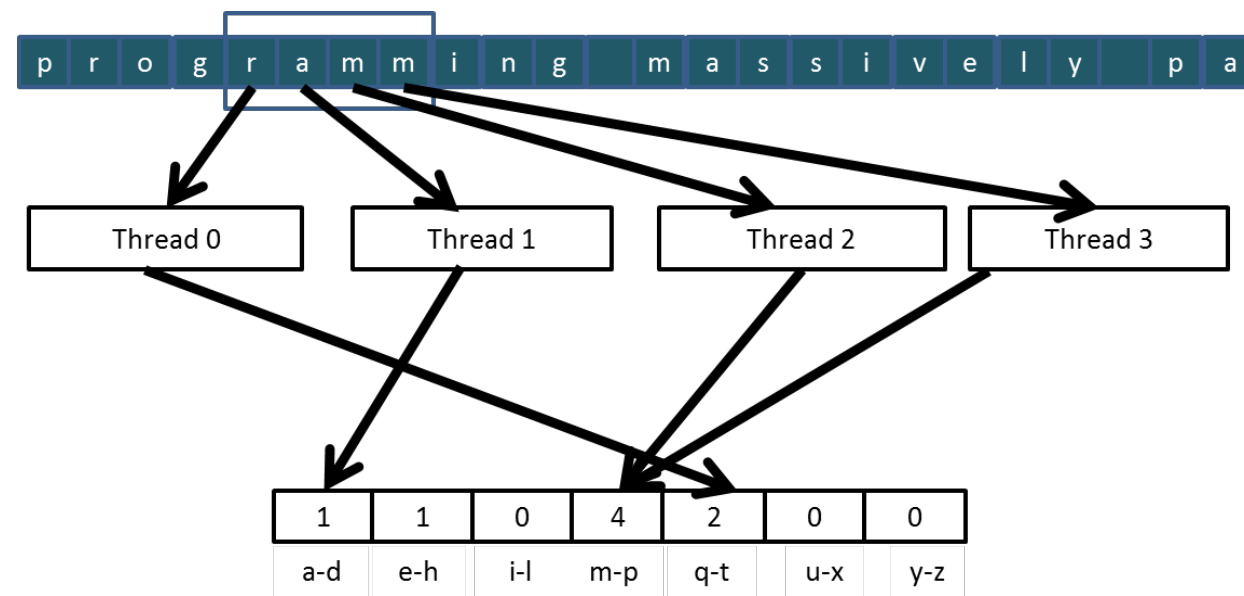 p r o g r a m m i n g m a s s i v e l y p a
Thread 0 Thread 1 Thread 2 Thread 3
1 1 0 4 2 0 0
a-d e-h i-l m-p q-t u-x y-z